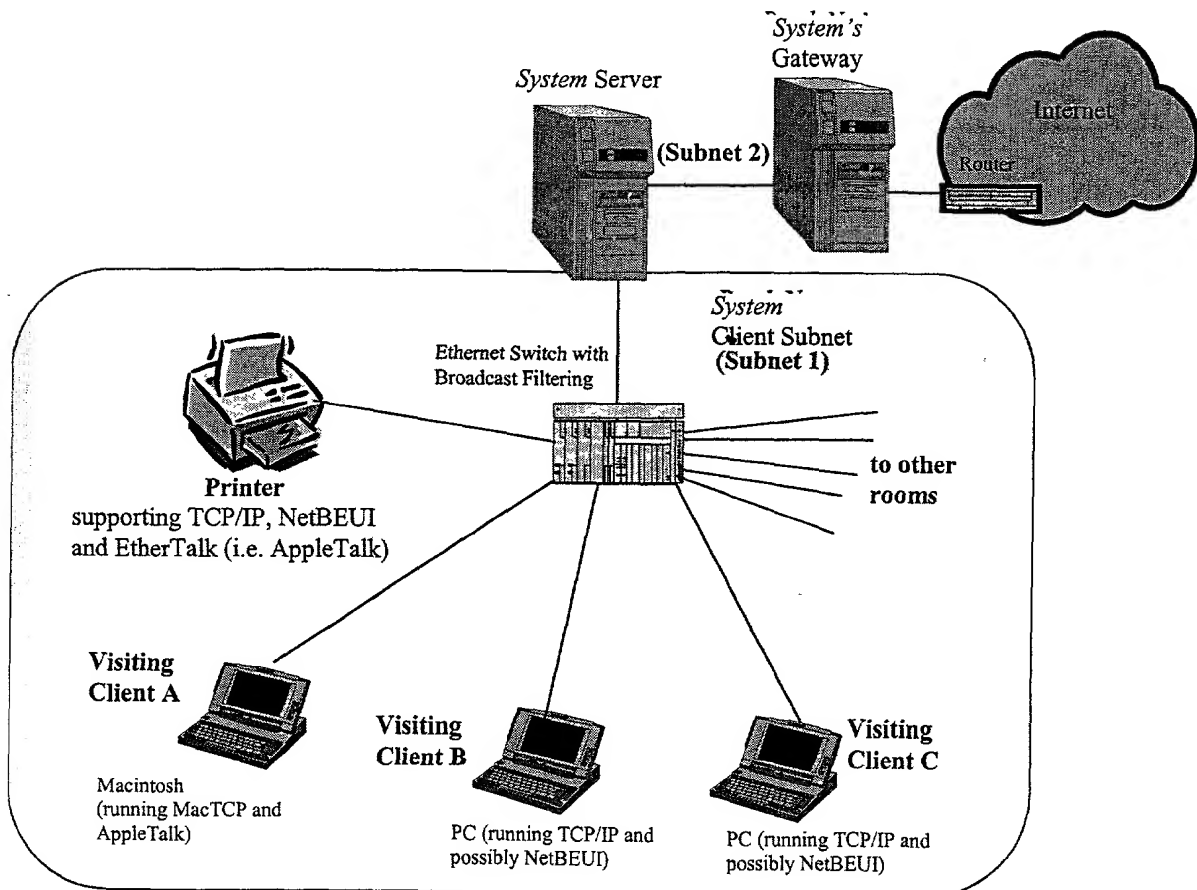 System's
Gateway
System Server
(Subnet 2)
Internet
Router
System
Client Subnet
(Subnet 1)
Ethernet Switch with
Broadcast Filtering
Printer
supporting TCP/IP, NetBEUI
and EtherTalk (i.e. AppleTalk)
to other
rooms
Visiting
Client A
Macintosh
(running MacTCP and
AppleTalk)
Visiting
Client B
PC (running TCP/IP and
possibly NetBEUI)
Visiting
Client C
PC (running TCP/IP and
possibly NetBEUI)